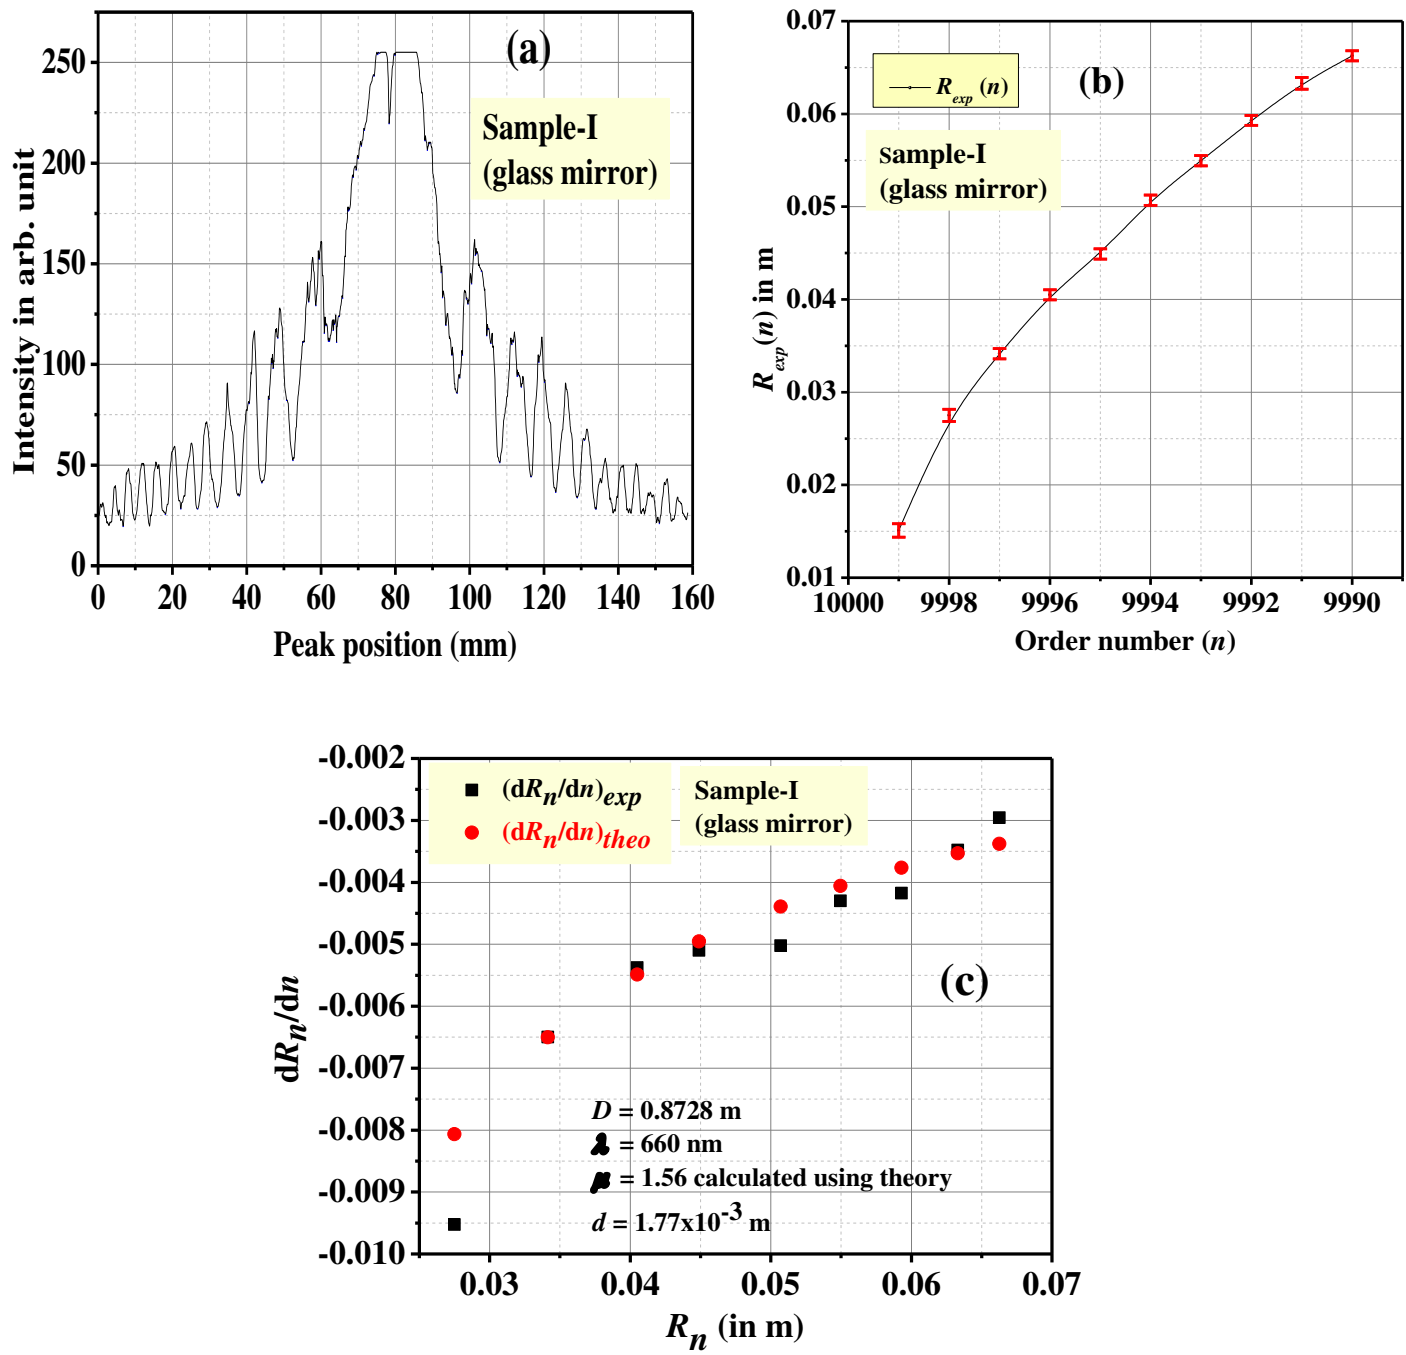 (a)
Sample-I
(glass mirror)
250
200
150
100
50
0
Intensity in arb. unit
0 20 40 60 80 100 120 140 160
Peak position (mm)
(b)
R_exp (n)
Sample-I
(glass mirror)
0.07
0.06
0.05
0.04
0.03
0.02
0.01
R_exp(n) in m
10000 9998 9996 9994 9992 9990
Order number (n)
(dR_n/dn)_exp
(dR_n/dn)_theo
Sample-I
(glass mirror)
(c)
-0.002
-0.003
-0.004
-0.005
-0.006
-0.007
-0.008
-0.009
-0.010
dR_n/dn
D = 0.8728 m
= 660 nm
= 1.56 calculated using theory
d = 1.77x10^-3 m
0.03 0.04 0.05 0.06 0.07
R_n (in m)